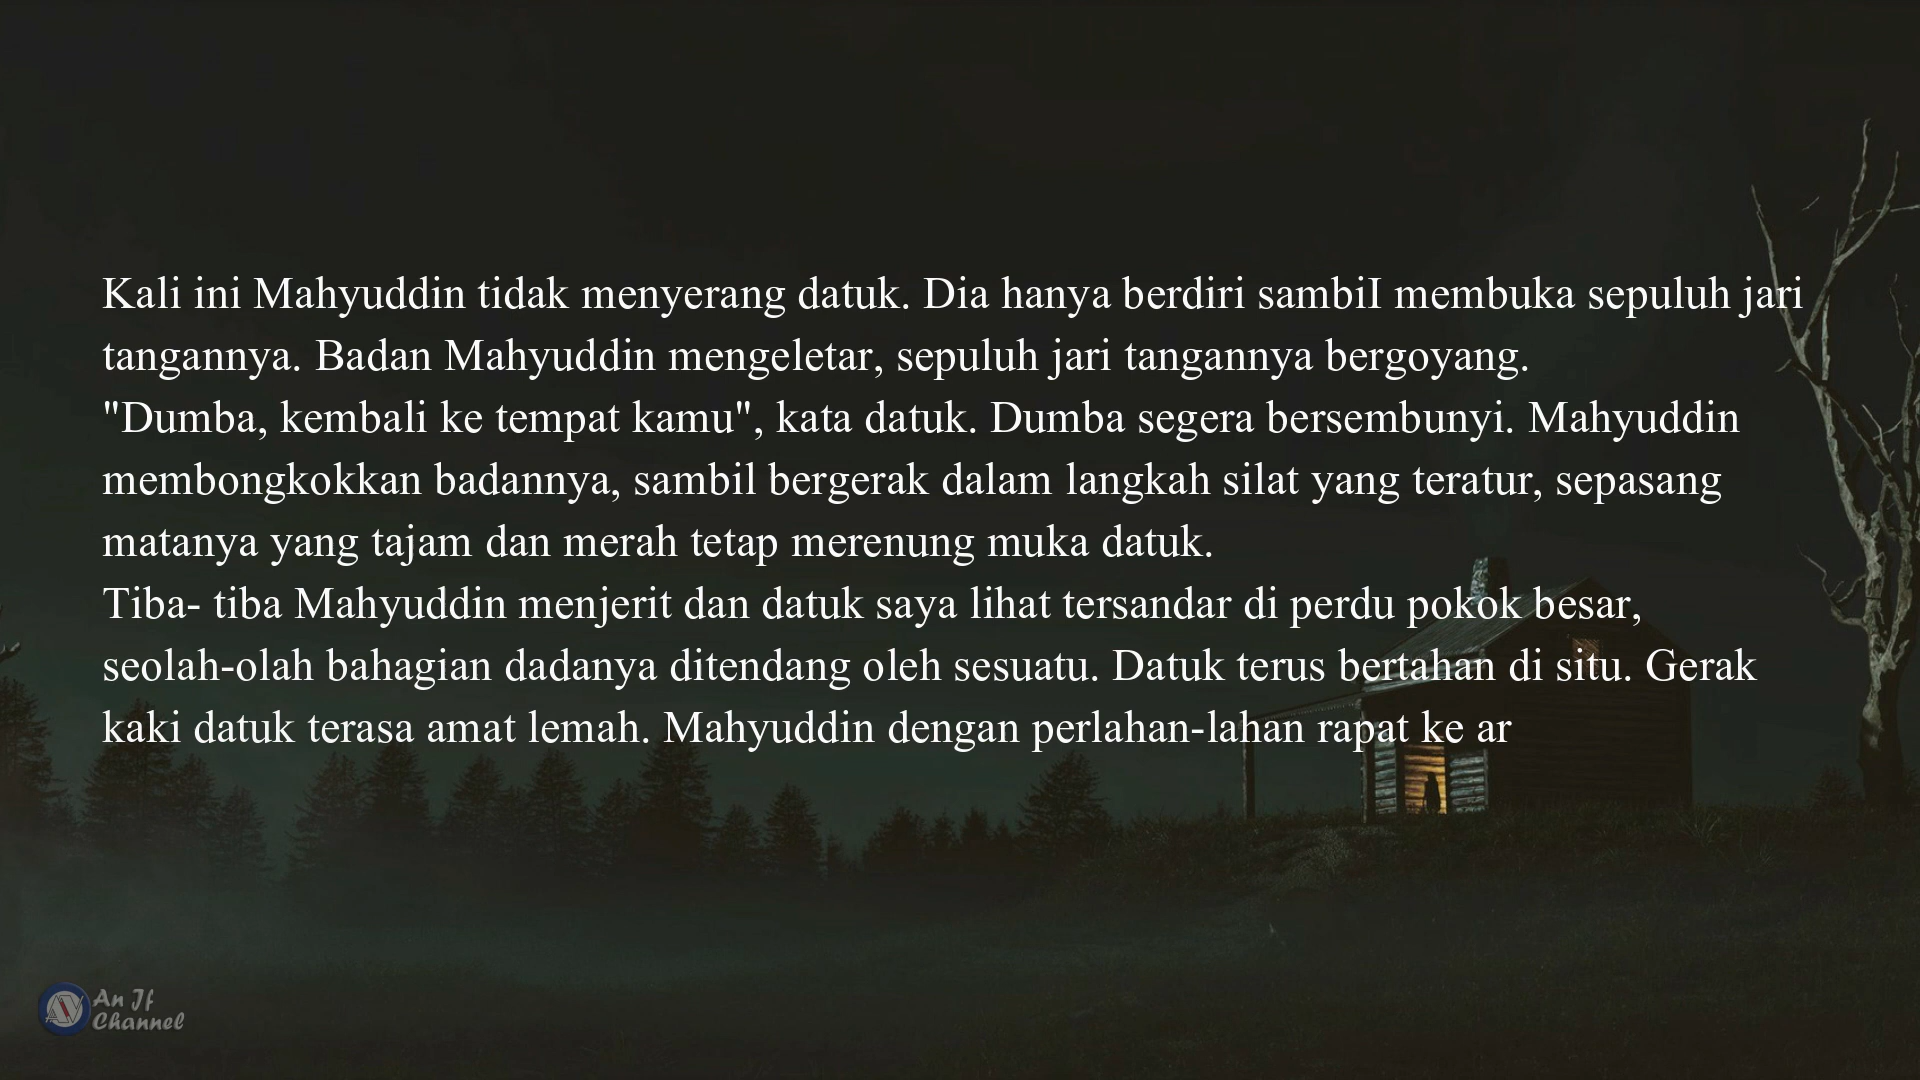 Kali ini Mahyuddin tidak menyerang datuk. Dia hanya berdiri sambiI membuka sepuluh jari
tangannya. Badan Mahyuddin mengeletar, sepuluh jari tangannya bergoyang.
"Dumba, kembali ke tempat kamu", kata datuk. Dumba segera bersembunyi. Mahyuddin
membongkokkan badannya, sambil bergerak dalam langkah silat yang teratur, sepasang
matanya yang tajam dan merah tetap merenung muka datuk.
Tiba- tiba Mahyuddin menjerit dan datuk saya lihat tersandar di perdu pokok besar,
seolah-olah bahagian dadanya ditendang oleh sesuatu. Datuk terus bertahan di situ. Gerak
kaki datuk terasa amat lemah. Mahyuddin dengan perlahan-lahan rapat ke ar
An If
Channel